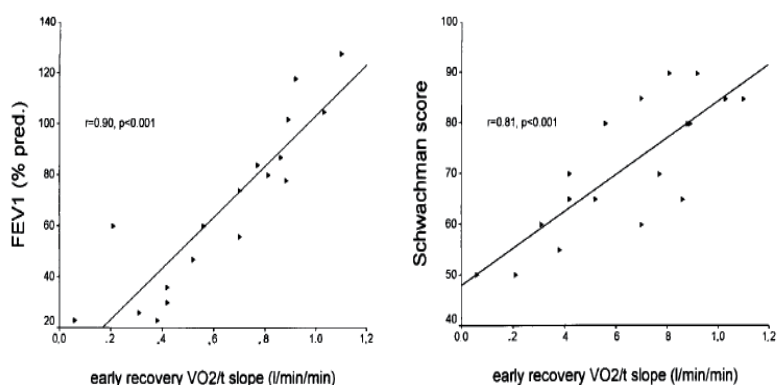 FEV1 (% pred.)
140
120
100
80
60
40
20
r=0.90, p<0.001
0.0 .2 .4 .6 .8 1.0 1.2
early recovery VO2/t slope (l/min/min)
Schwachman score
100
90
80
70
60
50
40
r=0.81, p<0.001
0.0 .2 4 6 8 1.0 1.2
early recovery VO2/t slope (l/min/min)